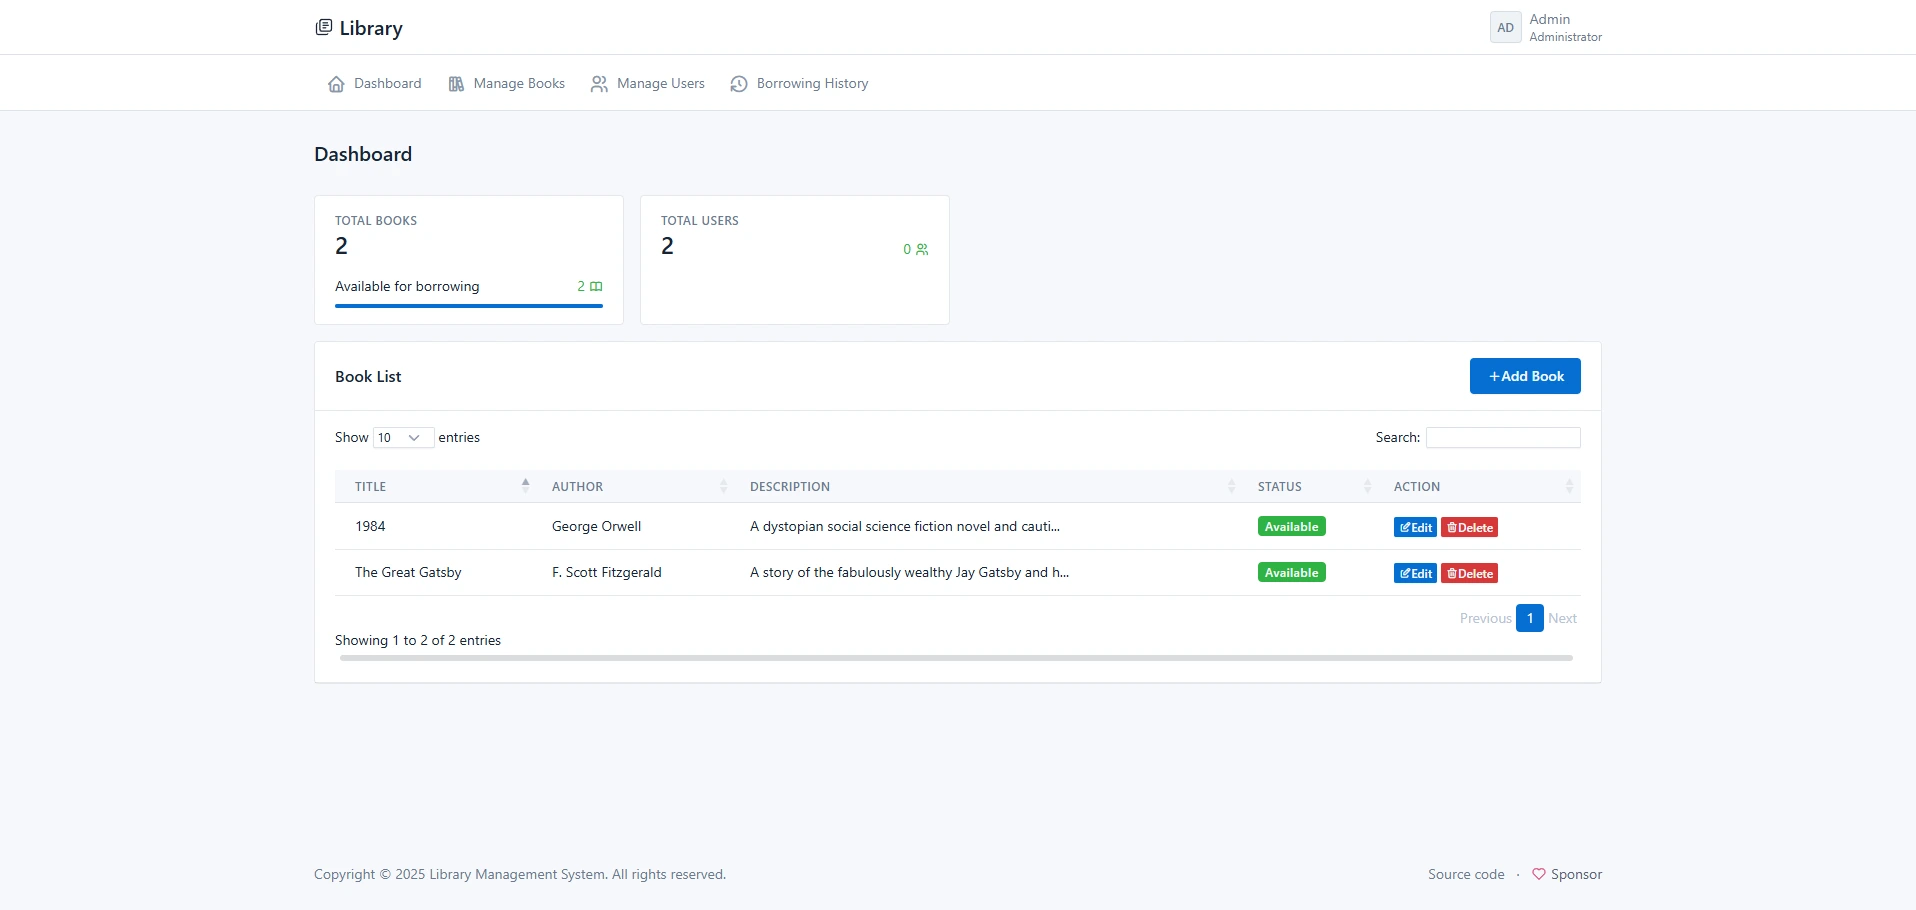 Library
AD
Admin
Administrator
Dashboard
Manage Books
Manage Users
Borrowing History
Dashboard
TOTAL BOOKS
2
Available for borrowing 2
TOTAL USERS
2
0
Book List
+Add Book
Show 10 entries
Search:
TITLE AUTHOR DESCRIPTION STATUS ACTION
1984 George Orwell A dystopian social science fiction novel and cauti... Available Edit Delete
The Great Gatsby F. Scott Fitzgerald A story of the fabulously wealthy Jay Gatsby and h... Available Edit Delete
Previous 1 Next
Showing 1 to 2 of 2 entries
Copyright © 2025 Library Management System. All rights reserved.
Source code · Sponsor